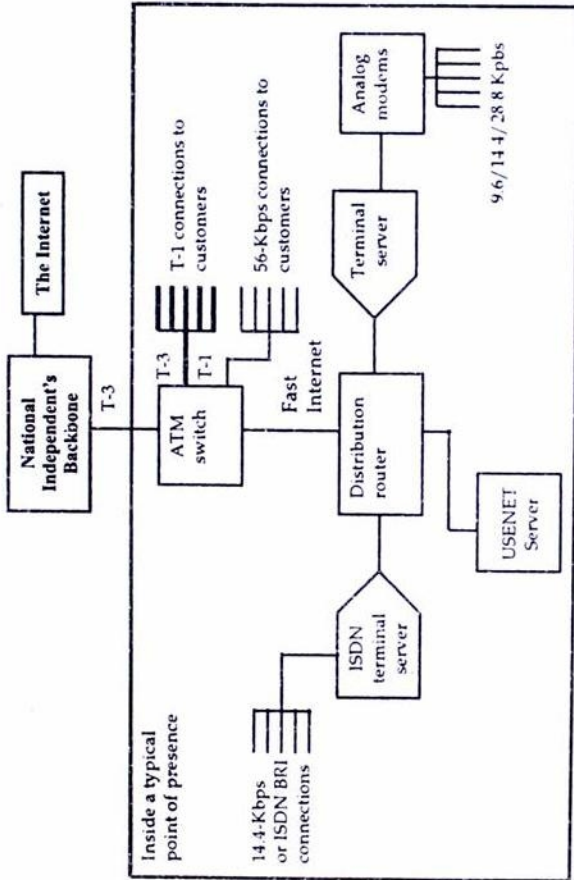 National
Independent's
Backbone
The Internet
T-3
Inside a typical
point of presence
ATM
switch
T-3
T-1
T-1 connections to
customers
56-Kbps connections to
customers
Fast
Internet
14.4-Kbps
or ISDN BRI
connections
ISDN
terminal
server
Distribution
router
Terminal
server
Analog
modems
USENET
Server
9.6/14 4/28 8 Kpbs